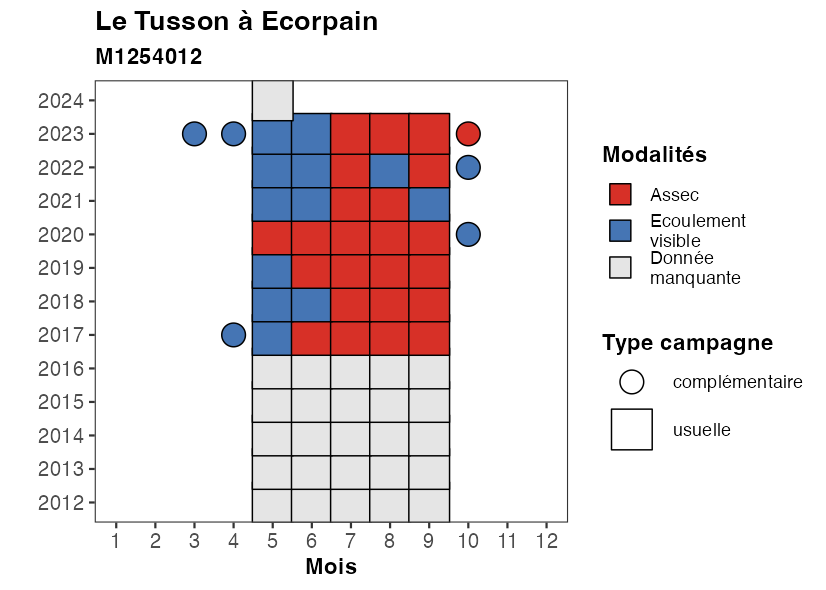 Le Tusson à Ecorpain
M1254012
2024
2023
2022
2021
2020
2019
2018
2017
2016
2015
2014
2013
2012
1 2 3 4 5 6 7 8 9 10 11 12
Mois
Modalités
Assec
Ecoulement
visible
Donnée
manquante
Type campagne
complémentaire
usuelle